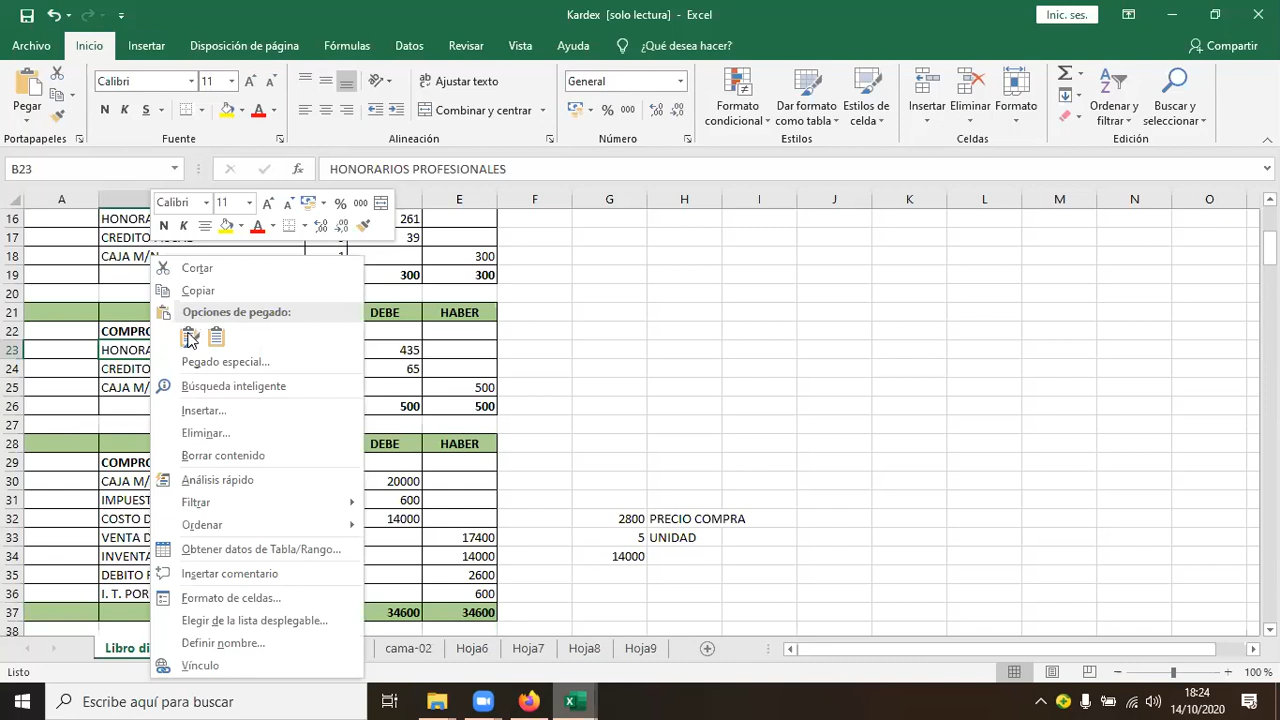 Kardex [solo lectura] - Excel
Inic. ses.
Archivo Inicio Insertar Disposición de página Fórmulas Datos Revisar Vista Ayuda ¿Qué desea hacer? Compartir
Pegar
Calibri 11
N K S
Ajustar texto
Combinar y centrar
General
% 000
Formato condicional
Dar formato como tabla
Estilos de celda
Insertar
Eliminar
Formato
Ordenar y filtrar
Buscar y seleccionar
Portapapeles Fuente Alineación Número Estilos Celdas Edición
B23 fx HONORARIOS PROFESIONALES
A E F G H I J K L M N O
Calibri 11 % 000
N K
16 HONORA 261
17 39
18 CAJA M/N 1 300
19 300 300
20
21 DEBE HABER
22 COMPRO
23 HONORA 435
24 CREDITO 65
25 CAJA M/ 500
26 500 500
27
28 DEBE HABER
29 COMPRO
30 CAJA M/ 20000
31 IMPUEST 600
32 COSTO D 14000 2800 PRECIO COMPRA
33 VENTA D 17400 5 UNIDAD
34 INVENTA 14000 14000
35 DEBITO F 2600
36 I. T. POR 600
37 34600 34600
38
Cortar
Copiar
Opciones de pegado:
Pegado especial...
Búsqueda inteligente
Insertar...
Eliminar...
Borrar contenido
Análisis rápido
Filtrar
Ordenar
Obtener datos de Tabla/Rango...
Insertar comentario
Formato de celdas...
Elegir de la lista desplegable...
Definir nombre...
Vínculo
Libro di cama-02 Hoja6 Hoja7 Hoja8 Hoja9
Listo 100 %
Escribe aquí para buscar
18:24
14/10/2020